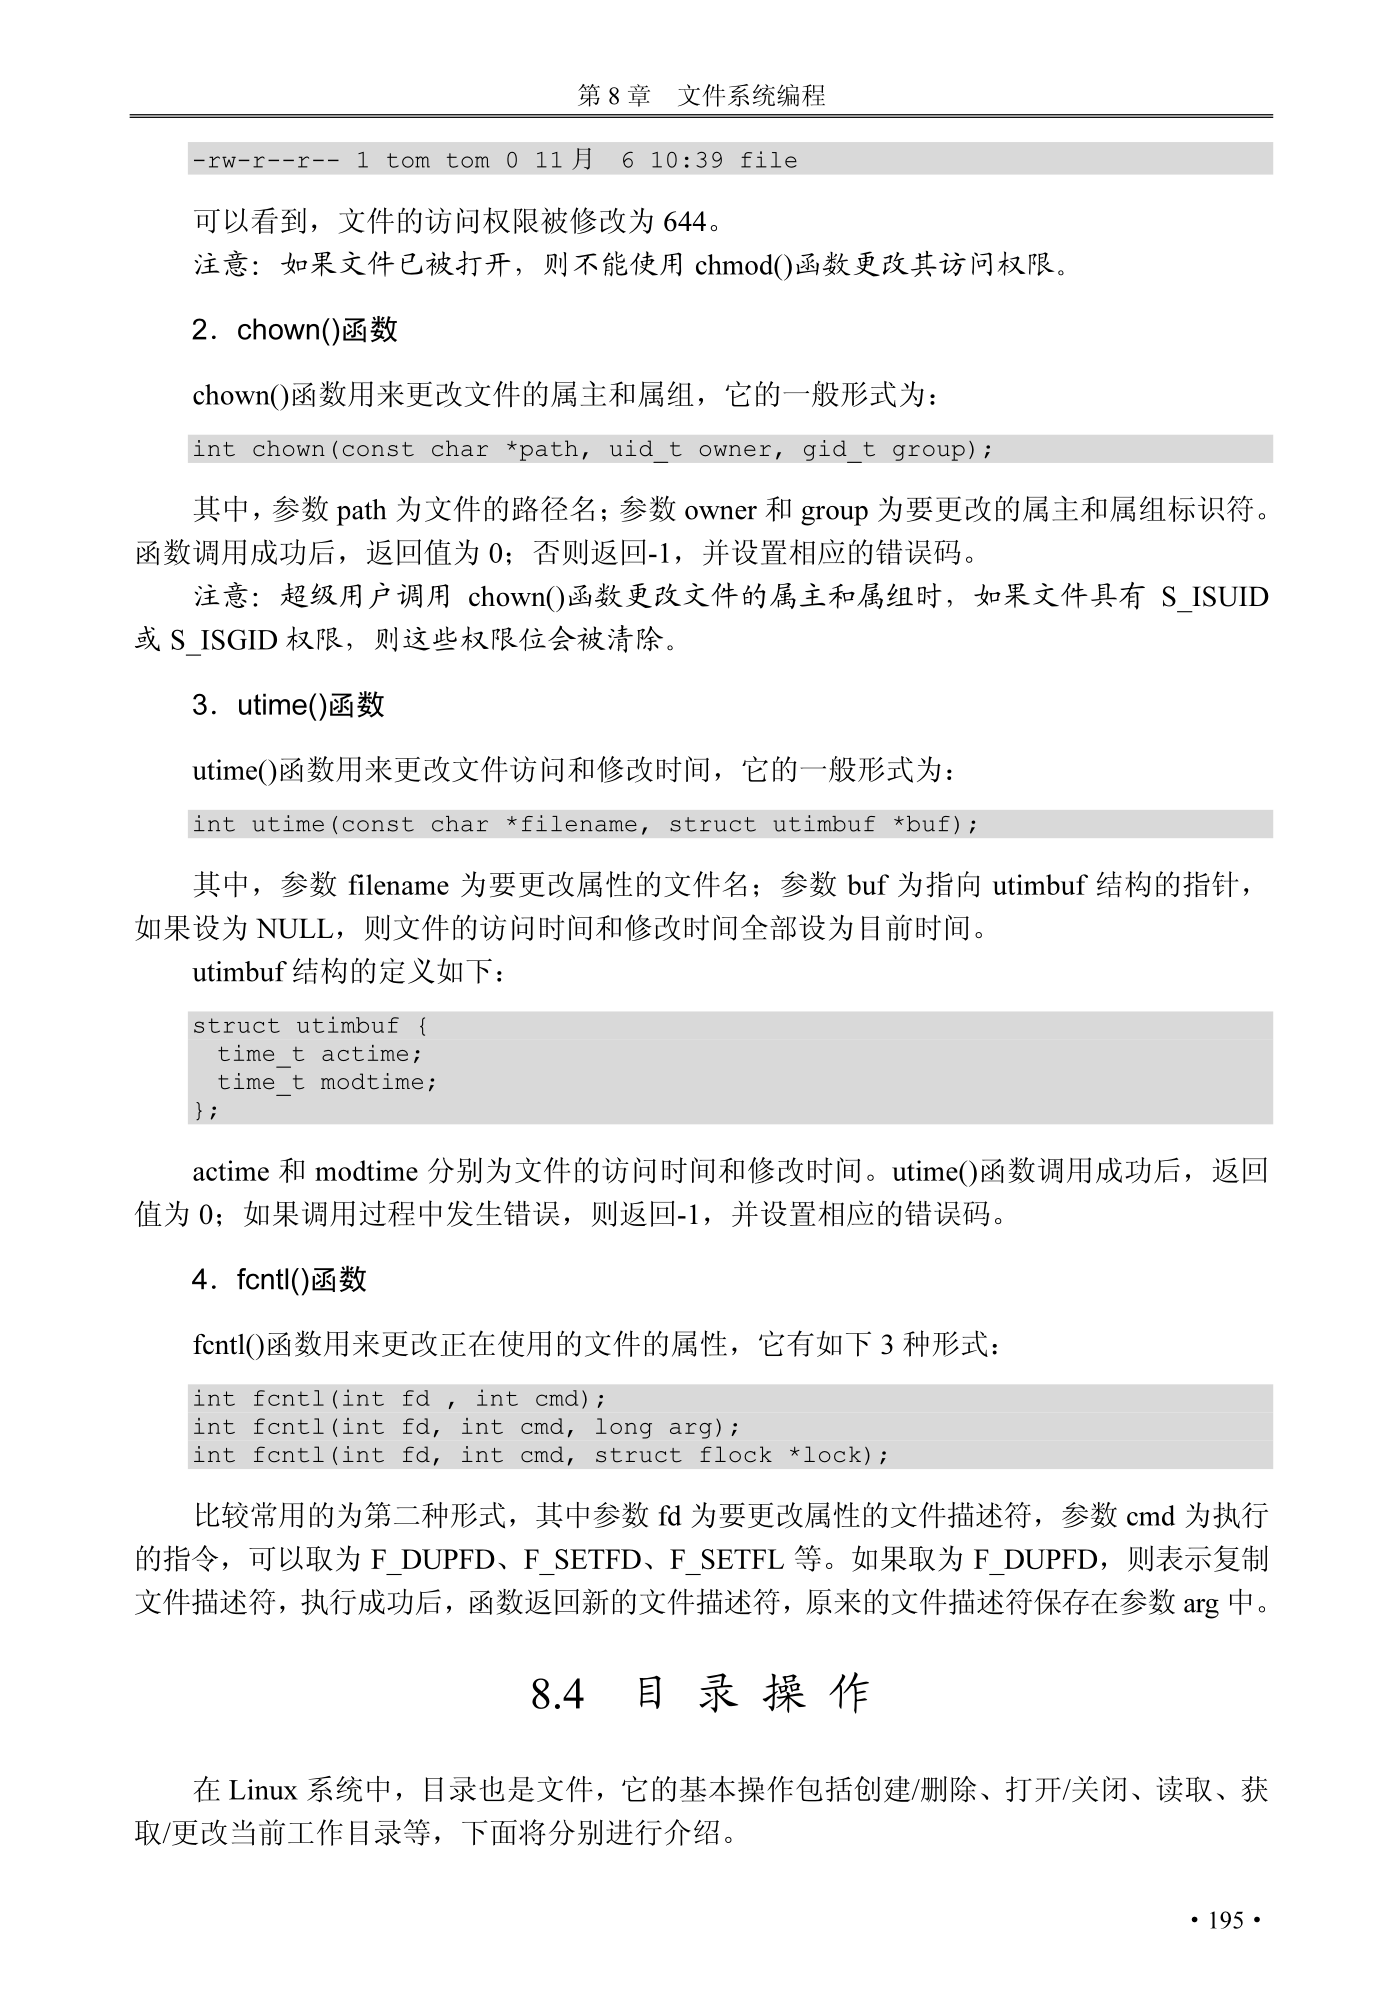 第 8 章　文件系统编程
-rw-r--r-- 1 tom tom 0 11月  6 10:39 file
可以看到，文件的访问权限被修改为 644。
注意：如果文件已被打开，则不能使用 chmod()函数更改其访问权限。
2．chown()函数
chown()函数用来更改文件的属主和属组，它的一般形式为：
int chown(const char *path, uid_t owner, gid_t group);
其中，参数 path 为文件的路径名；参数 owner 和 group 为要更改的属主和属组标识符。
函数调用成功后，返回值为 0；否则返回-1，并设置相应的错误码。
注意：超级用户调用 chown()函数更改文件的属主和属组时，如果文件具有 S_ISUID
或 S_ISGID 权限，则这些权限位会被清除。
3．utime()函数
utime()函数用来更改文件访问和修改时间，它的一般形式为：
int utime(const char *filename, struct utimbuf *buf);
其中，参数 filename 为要更改属性的文件名；参数 buf 为指向 utimbuf 结构的指针，
如果设为 NULL，则文件的访问时间和修改时间全部设为目前时间。
utimbuf 结构的定义如下：
struct utimbuf {
  time_t actime;
  time_t modtime;
};
actime 和 modtime 分别为文件的访问时间和修改时间。utime()函数调用成功后，返回
值为 0；如果调用过程中发生错误，则返回-1，并设置相应的错误码。
4．fcntl()函数
fcntl()函数用来更改正在使用的文件的属性，它有如下 3 种形式：
int fcntl(int fd , int cmd);
int fcntl(int fd, int cmd, long arg);
int fcntl(int fd, int cmd, struct flock *lock);
比较常用的为第二种形式，其中参数 fd 为要更改属性的文件描述符，参数 cmd 为执行
的指令，可以取为 F_DUPFD、F_SETFD、F_SETFL 等。如果取为 F_DUPFD，则表示复制
文件描述符，执行成功后，函数返回新的文件描述符，原来的文件描述符保存在参数 arg 中。
8.4　目 录 操 作
在 Linux 系统中，目录也是文件，它的基本操作包括创建/删除、打开/关闭、读取、获
取/更改当前工作目录等，下面将分别进行介绍。
• 195 •